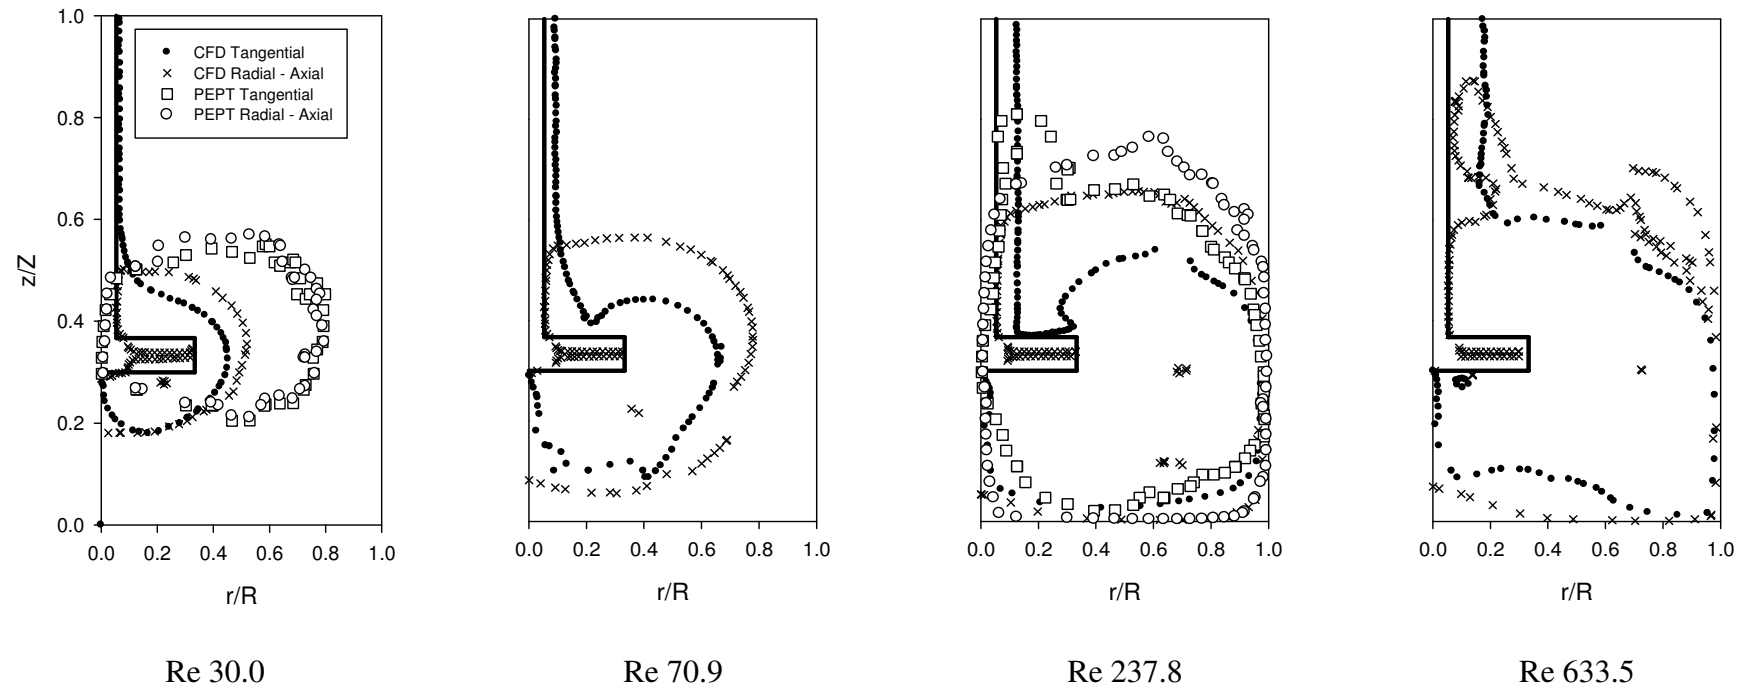 1.0
0.8
0.6
0.4
0.2
0.0
z/Z
CFD Tangential
CFD Radial - Axial
PEPT Tangential
PEPT Radial - Axial
0.0 0.2 0.4 0.6 0.8 1.0
r/R
0.0 0.2 0.4 0.6 0.8 1.0
r/R
0.0 0.2 0.4 0.6 0.8 1.0
r/R
0.0 0.2 0.4 0.6 0.8 1.0
r/R
Re 30.0
Re 70.9
Re 237.8
Re 633.5